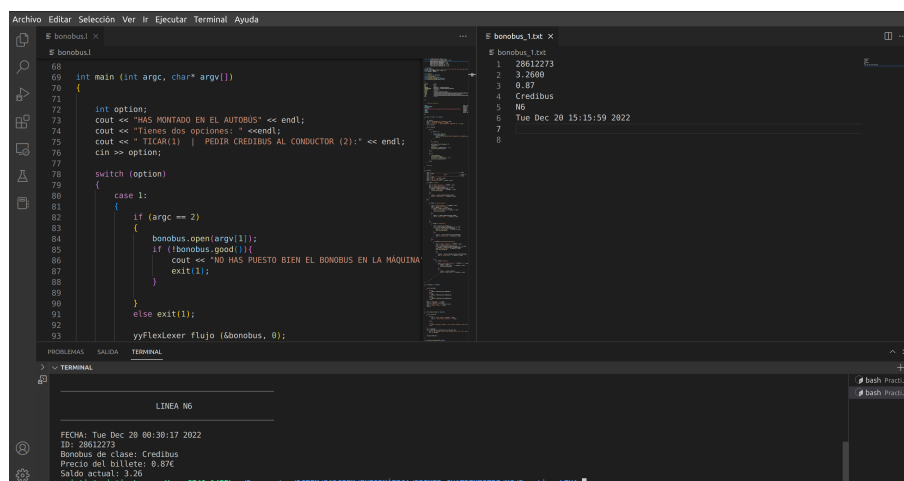 Archivo Editar Selección Ver Ir Ejecutar Terminal Ayuda
bonobus.l
bonobus.l
68
69 int main (int argc, char* argv[])
70 {
71
72 int option;
73 cout << "HAS MONTADO EN EL AUTOBÚS" << endl;
74 cout << "Tienes dos opciones: " <<endl;
75 cout << " TICAR(1) | PEDIR CREDIBUS AL CONDUCTOR (2):" << endl;
76 cin >> option;
77
78 switch (option)
79 {
80 case 1:
81 {
82 if (argc == 2)
83 {
84 bonobus.open(argv[1]);
85 if (!bonobus.good()){
86 cout << "NO HAS PUESTO BIEN EL BONOBUS EN LA MÁQUINA"
87 exit(1);
88 }
89
90 }
91 else exit(1);
92
93 yyFlexLexer flujo (&bonobus, 0);
bonobus_1.txt
bonobus_1.txt
1 28612273
2 3.2600
3 0.87
4 Credibus
5 N6
6 Tue Dec 20 15:15:59 2022
7
8
PROBLEMAS SALIDA TERMINAL
TERMINAL
LINEA N6
FECHA: Tue Dec 20 00:30:17 2022
ID: 28612273
Bonobus de clase: Credibus
Precio del billete: 0.87€
Saldo actual: 3.26
bash Practi...
bash Practi...